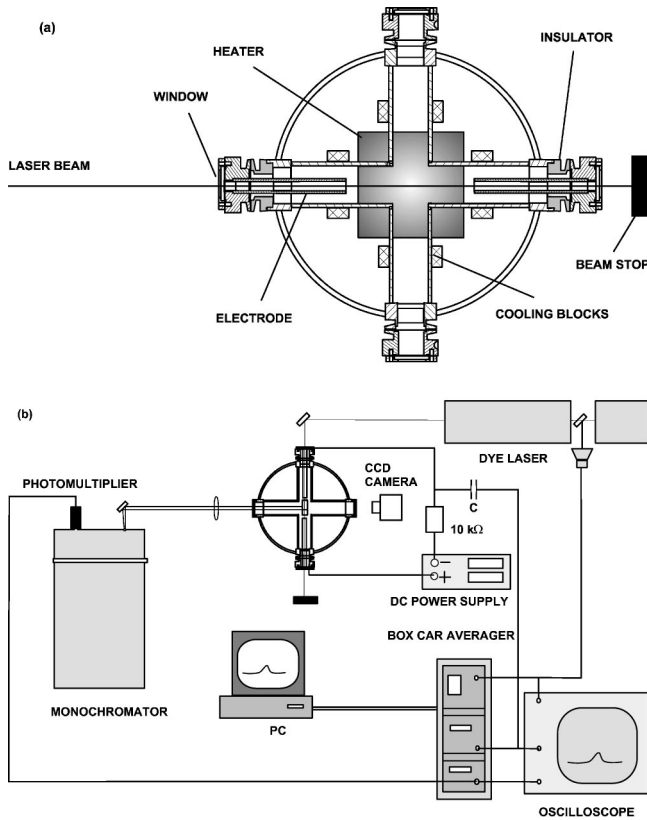 (a)
HEATER
INSULATOR
WINDOW
LASER BEAM
BEAM STOP
ELECTRODE
COOLING BLOCKS
(b)
DYE LASER
CCD
CAMERA
PHOTOMULTIPLIER
C
10 kΩ
−
+
DC POWER SUPPLY
BOX CAR AVERAGER
MONOCHROMATOR
PC
OSCILLOSCOPE